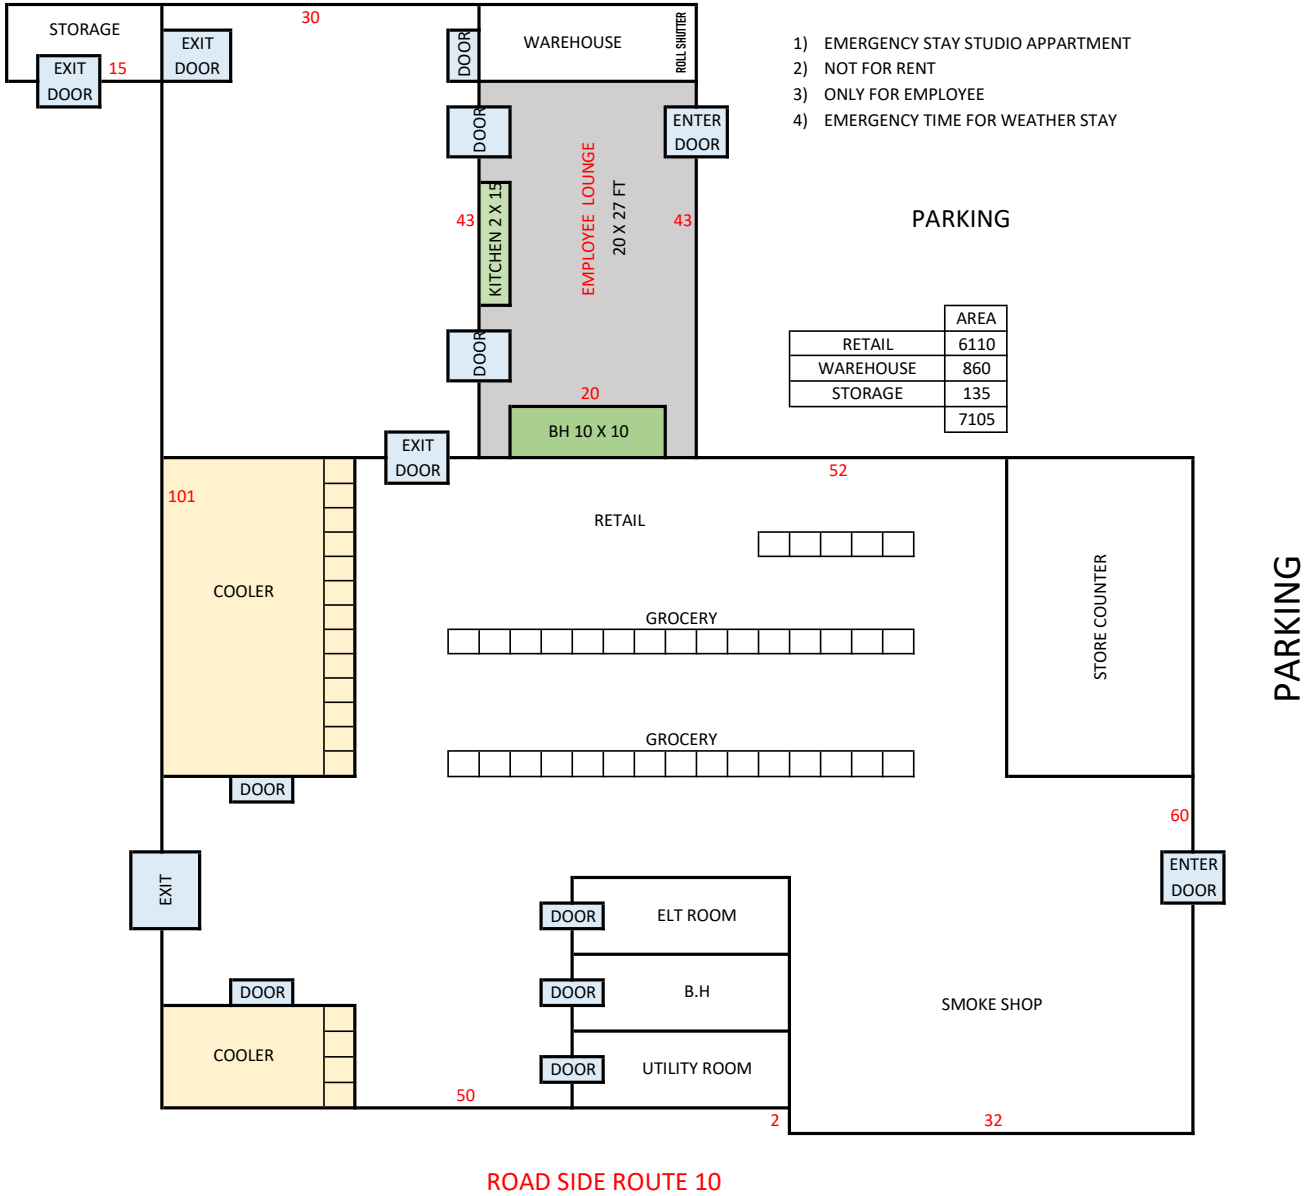 STORAGE
30
EXIT
DOOR
EXIT
DOOR
15
DOOR
WAREHOUSE
ROLL SHUTTER
1) EMERGENCY STAY STUDIO APPARTMENT
2) NOT FOR RENT
3) ONLY FOR EMPLOYEE
4) EMERGENCY TIME FOR WEATHER STAY
DOOR
ENTER
DOOR
EMPLOYEE LOUNGE
20 X 27 FT
43
KITCHEN 2 X 15
43
PARKING
DOOR
20
BH 10 X 10
AREA
RETAIL 6110
WAREHOUSE 860
STORAGE 135
7105
EXIT
DOOR
52
101
RETAIL
COOLER
GROCERY
STORE COUNTER
PARKING
GROCERY
DOOR
60
EXIT
ENTER
DOOR
DOOR
ELT ROOM
DOOR
DOOR
B.H
SMOKE SHOP
COOLER
DOOR
UTILITY ROOM
50
2
32
ROAD SIDE ROUTE 10